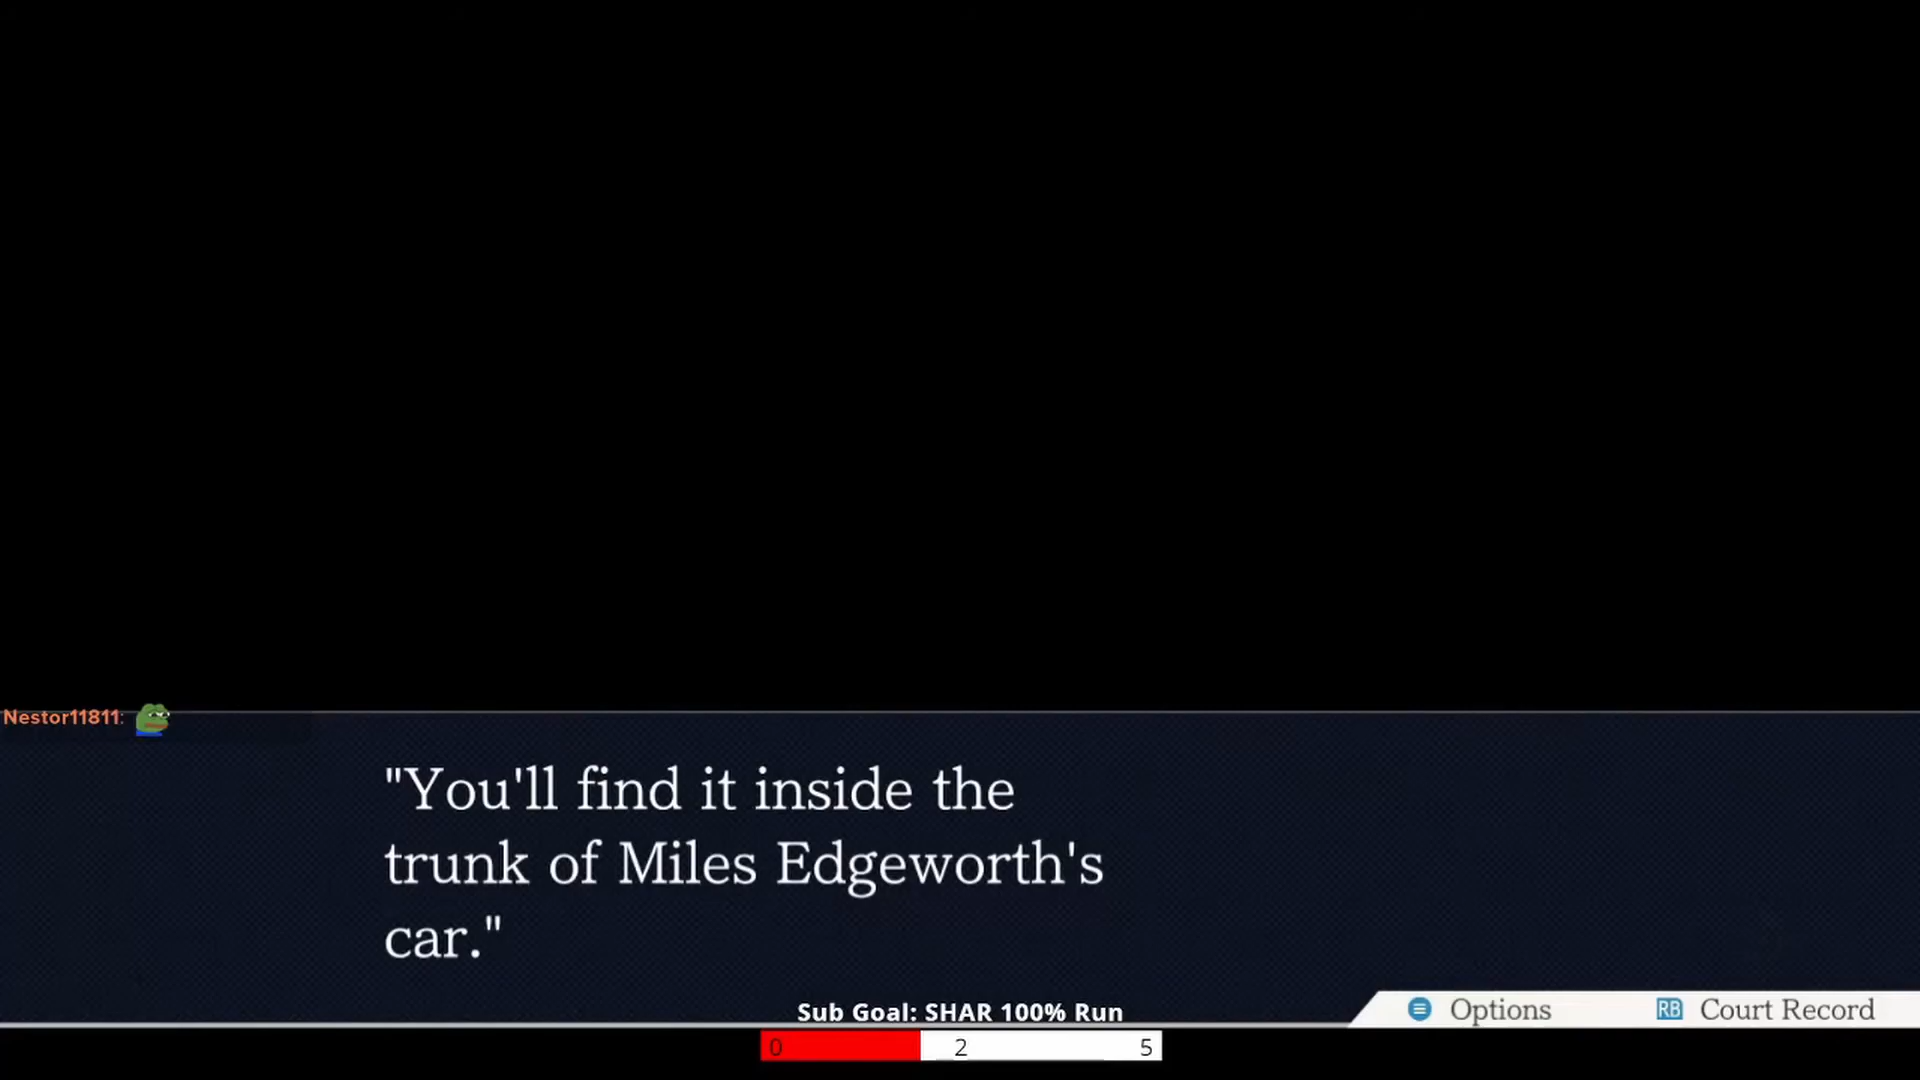 Nestor11811:
"You'll find it inside the
trunk of Miles Edgeworth's
car."
Sub Goal: SHAR 100% Run
0 2 5
Options
RB Court Record